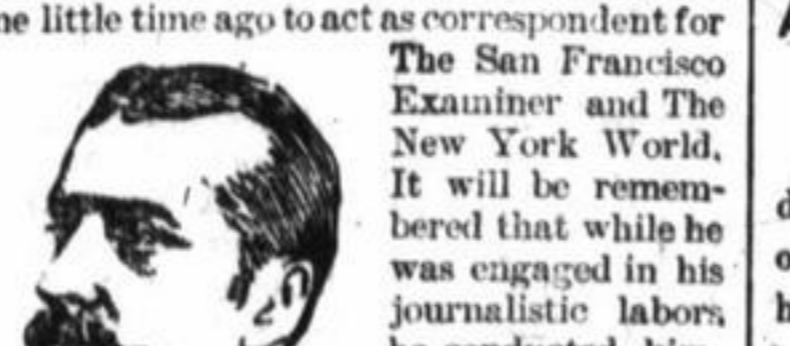 little time ago to act as correspondent for
The San Francisco
Examiner and The
New York World.
It will be remem-
bered that while he
was engaged in his
journalistic labors,